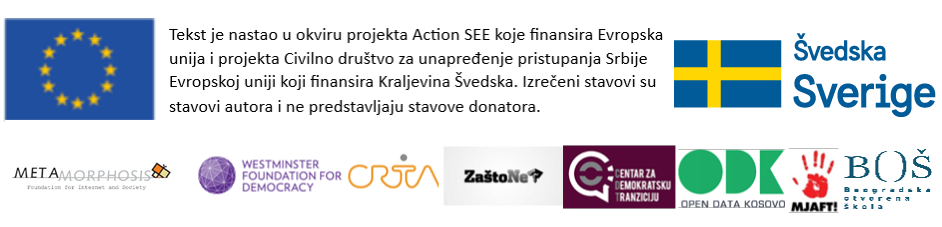 Tekst je nastao u okviru projekta Action SEE koje finansira Evropska
unija i projekta Civilno društvo za unapređenje pristupanja Srbije
Evropskoj uniji koji finansira Kraljevina Švedska. Izrečeni stavovi su
stavovi autora i ne predstavljaju stavove donatora.
Švedska
Sverige
METAMORPHOSIS
Foundation for Internet and Society
WESTMINSTER
FOUNDATION FOR
DEMOCRACY
CRTA
ZaštoNe?
CENTAR ZA
DEMOKRATSKU
TRANZICIJU
ODK
OPEN DATA KOSOVO
MJAFT!
BOŠ
Beogradska
otvorena
škola